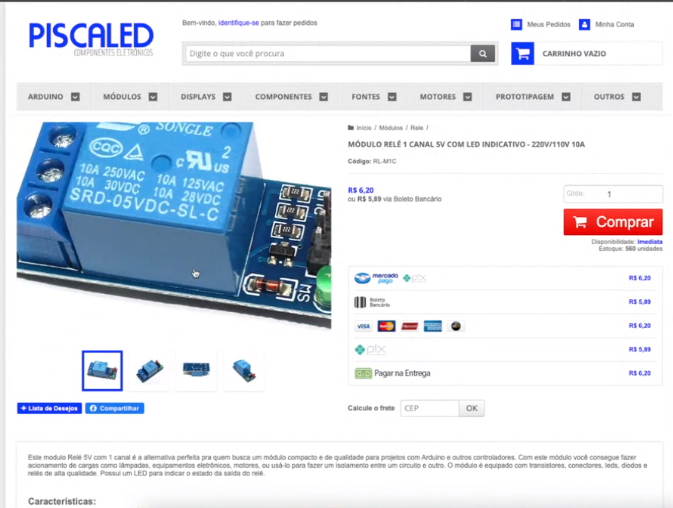 PISCALED
COMPONENTES ELETRÔNICOS
Bem-vindo, identifique-se para fazer pedidos
Meus Pedidos
Minha Conta
Digite o que você procura
CARRINHO VAZIO
ARDUINO
MÓDULOS
DISPLAYS
COMPONENTES
FONTES
MOTORES
PROTOTIPAGEM
OUTROS
SONGLE
CQC
US
2
10A 250VAC 10A 125VAC
10A 30VDC 10A 28VDC
SRD-05VDC-SL-C
Início / Módulos / Rele /
MÓDULO RELÉ 1 CANAL 5V COM LED INDICATIVO - 220V/110V 10A
Código: RL-M1C
R$ 6,20
ou R$ 5,89 via Boleto Bancário
Qtde: 1
Comprar
Disponibilidade: Imediata
Estoque: 560 unidades
mercado pago pix R$ 6,20
Boleto Bancário R$ 5,89
VISA R$ 6,20
pix R$ 5,89
Pagar na Entrega R$ 6,20
Calcule o frete CEP OK
+ Lista de Desejos
Compartilhar
Este modulo Relé 5V com 1 canal é a alternativa perfeita pra quem busca um módulo compacto e de qualidade para projetos com Arduino e outros controladores. Com este módulo você consegue fazer
acionamento de cargas como lâmpadas, equipamentos eletrônicos, motores, ou usá-lo para fazer um isolamento entre um circuito e outro. O módulo é equipado com transistores, conectores, leds, diodos e
relés de alta qualidade. Possui um LED para indicar o estado da saída do relé.
Caracteristicas: